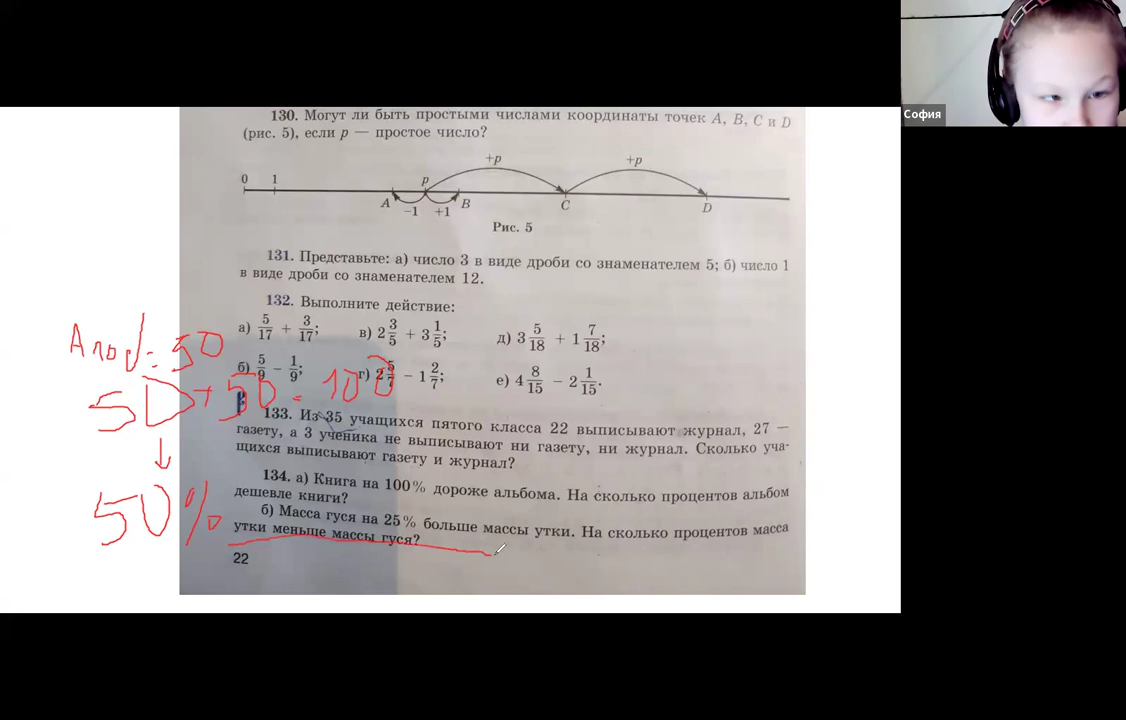 София
130. Могут ли быть простыми числами координаты точек A, B, C и D
(рис. 5), если p — простое число?
+p +p
0 1 p
A −1 +1 B C D
Рис. 5
131. Представьте: а) число 3 в виде дроби со знаменателем 5; б) число 1
в виде дроби со знаменателем 12.
132. Выполните действие:
а) 5/17 + 3/17; в) 2 3/5 + 3 1/5; д) 3 5/18 + 1 7/18;
б) 5/9 − 1/9; г) 2 5/7 − 1 2/7; е) 4 8/15 − 2 1/15.
133. Из 35 учащихся пятого класса 22 выписывают журнал, 27 —
газету, а 3 ученика не выписывают ни газету, ни журнал. Сколько уча-
щихся выписывают газету и журнал?
134. а) Книга на 100% дороже альбома. На сколько процентов альбом
дешевле книги?
б) Масса гуся на 25% больше массы утки. На сколько процентов масса
утки меньше массы гуся?
22
50
50 + 50 = 100
50%